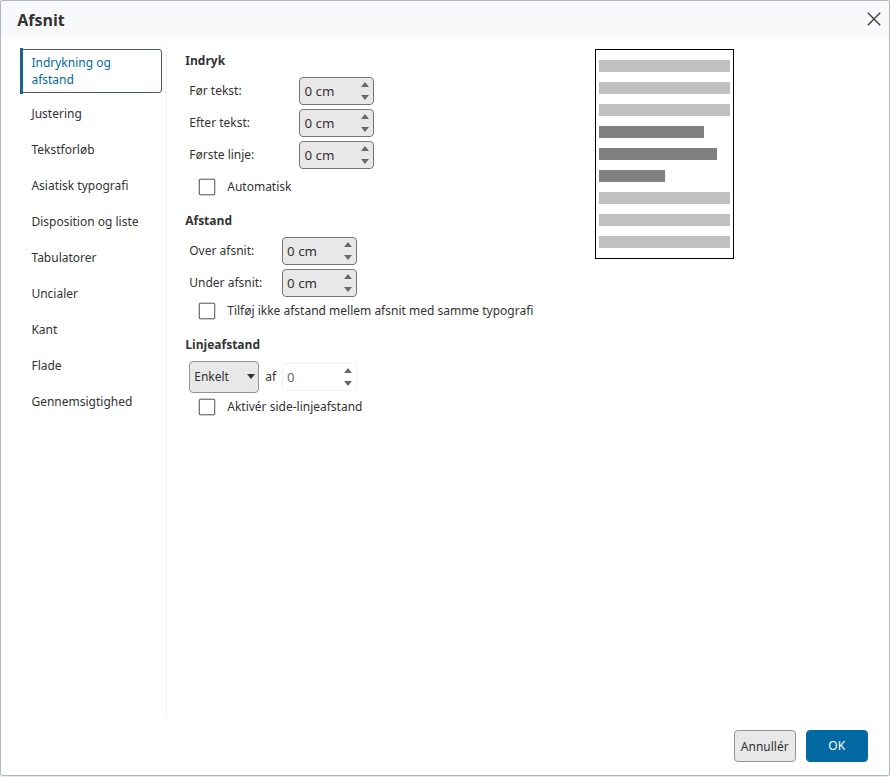 Afsnit
Indrykning og
afstand
Justering
Tekstforløb
Asiatisk typografi
Disposition og liste
Tabulatorer
Uncialer
Kant
Flade
Gennemsigtighed
Indryk
Før tekst: 0 cm
Efter tekst: 0 cm
Første linje: 0 cm
Automatisk
Afstand
Over afsnit: 0 cm
Under afsnit: 0 cm
Tilføj ikke afstand mellem afsnit med samme typografi
Linjeafstand
Enkelt af 0
Aktivér side-linjeafstand
Annullér OK